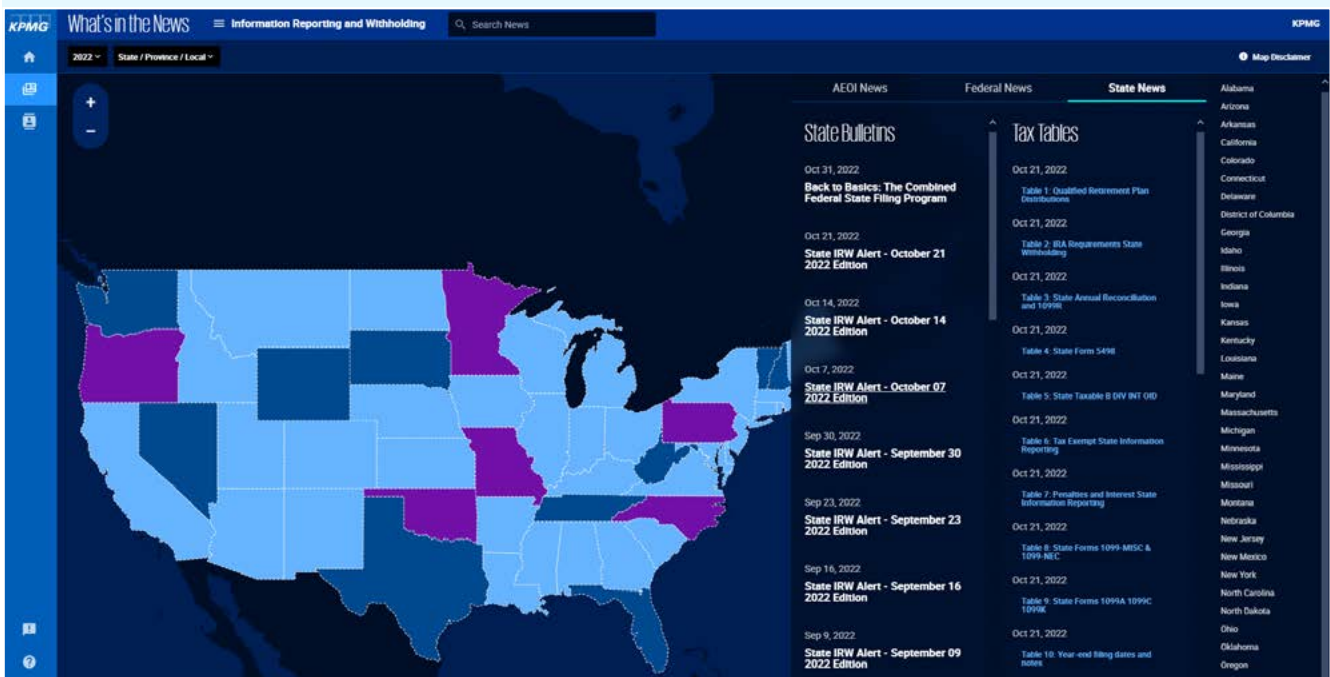 KPMG
What's in the News
Information Reporting and Withholding
Search News
KPMG
2022
State / Province / Local
Map Disclaimer
+
−
AEOI News
Federal News
State News
State Bulletins
Oct 31, 2022
Back to Basics: The Combined
Federal State Filing Program
Oct 21, 2022
State IRW Alert - October 21
2022 Edition
Oct 14, 2022
State IRW Alert - October 14
2022 Edition
Oct 7, 2022
State IRW Alert - October 07
2022 Edition
Sep 30, 2022
State IRW Alert - September 30
2022 Edition
Sep 23, 2022
State IRW Alert - September 23
2022 Edition
Sep 16, 2022
State IRW Alert - September 16
2022 Edition
Sep 9, 2022
State IRW Alert - September 09
2022 Edition
Tax Tables
Oct 21, 2022
Table 1: Qualified Retirement Plan
Distributions
Oct 21, 2022
Table 2: IRA Requirements State
Withholding
Oct 21, 2022
Table 3: State Annual Reconciliation
and 1099R
Oct 21, 2022
Table 4: State Form 5498
Oct 21, 2022
Table 5: State Taxable B DIV INT OID
Oct 21, 2022
Table 6: Tax Exempt State Information
Reporting
Oct 21, 2022
Table 7: Penalties and Interest State
Information Reporting
Oct 21, 2022
Table 8: State Forms 1099-MISC &
1099-NEC
Oct 21, 2022
Table 9: State Forms 1099A 1099C
1099K
Oct 21, 2022
Table 10: Year-end filing dates and
notes
Alabama
Arizona
Arkansas
California
Colorado
Connecticut
Delaware
District of Columbia
Georgia
Idaho
Illinois
Indiana
Iowa
Kansas
Kentucky
Louisiana
Maine
Maryland
Massachusetts
Michigan
Minnesota
Mississippi
Missouri
Montana
Nebraska
New Jersey
New Mexico
New York
North Carolina
North Dakota
Ohio
Oklahoma
Oregon